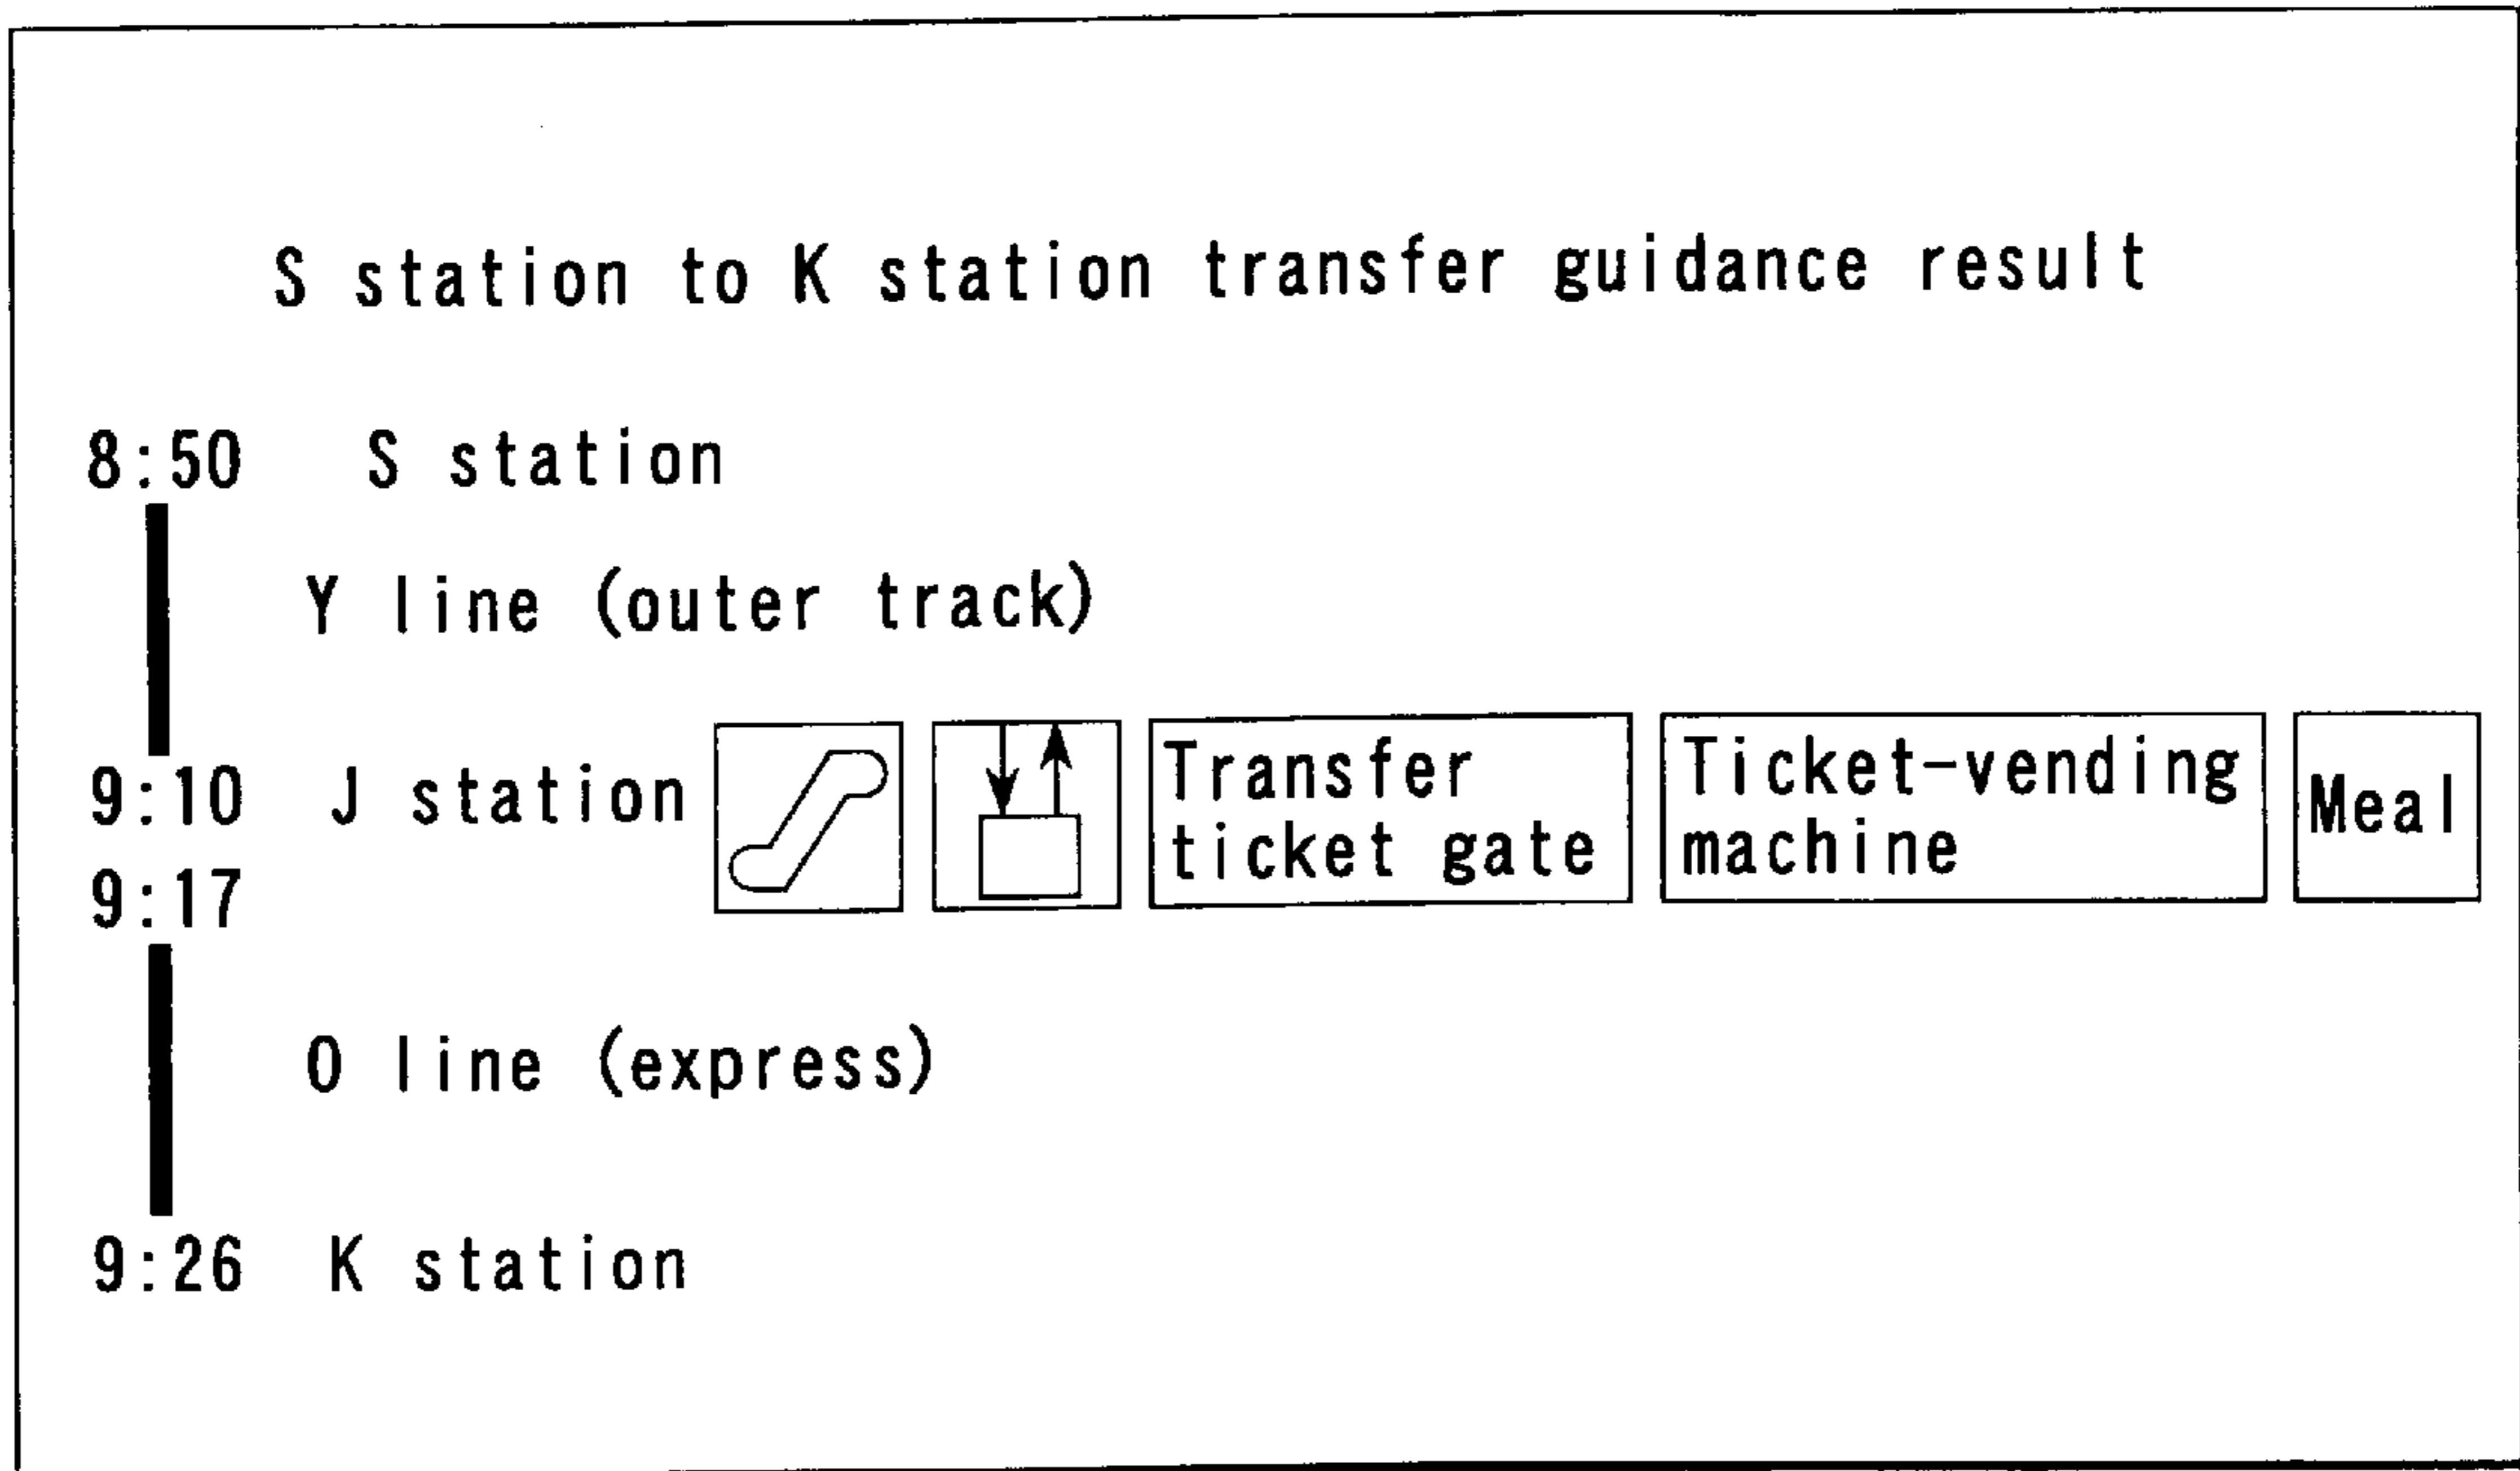 S station to K station transfer guidance result
8:50 S station
Y line (outer track)
9:10 J station
Transfer
ticket gate
Ticket-vending
machine
Meal
9:17
O line (express)
9:26 K station